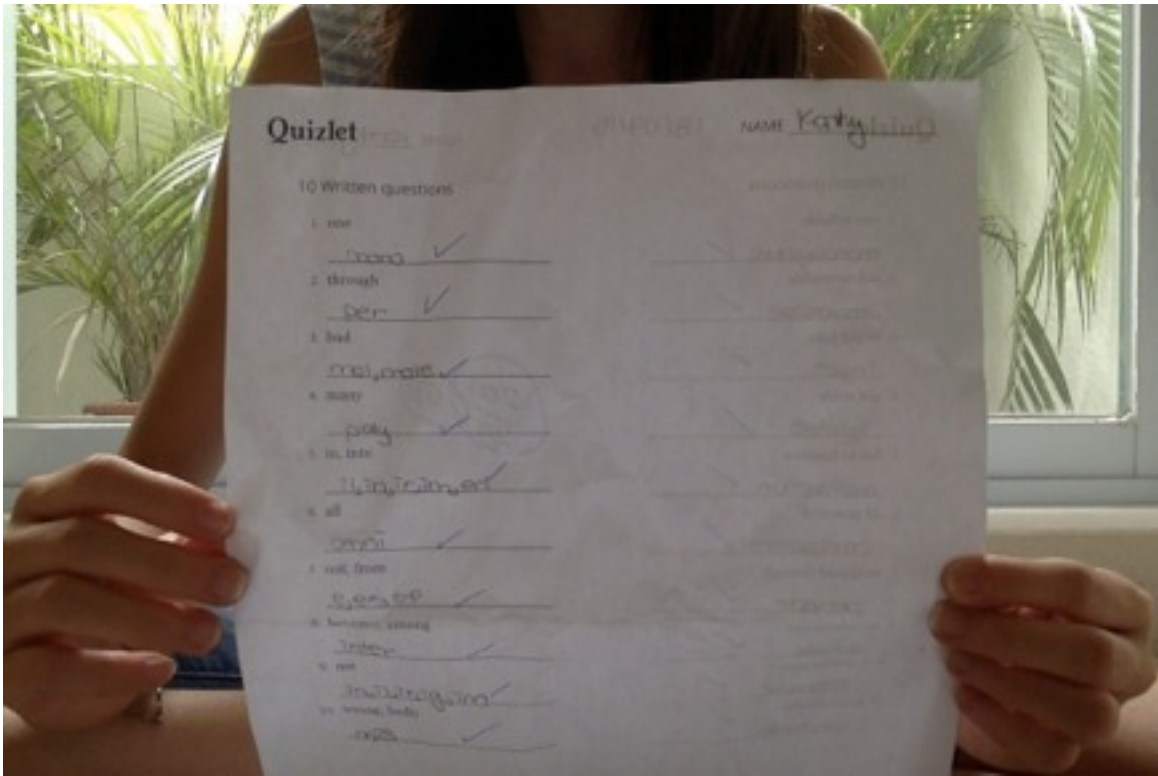 Quizlet
NAME Katy
10 Written questions
1. one
mono
2. through
per
3. bad
mal, male
4. many
poly
5. in, into
il, in, ir, im, en
6. all
omni
7. out, from
e, ex, ef
8. between, among
inter
9. not
in, il, ir, ig, im
10. wrong, badly
mis